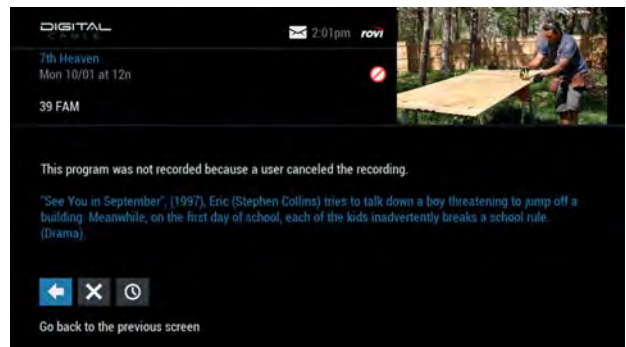 DIGITAL
CABLE
2:01pm rovi
7th Heaven
Mon 10/01 at 12n
39 FAM
This program was not recorded because a user canceled the recording.
"See You in September", (1997), Eric (Stephen Collins) tries to talk down a boy threatening to jump off a
building. Meanwhile, on the first day of school, each of the kids inadvertently breaks a school rule.
(Drama)
Go back to the previous screen